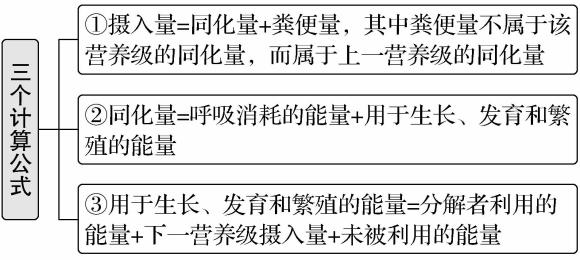 三个计算公式
①摄入量=同化量+粪便量，其中粪便量不属于该
营养级的同化量，而属于上一营养级的同化量
②同化量=呼吸消耗的能量+用于生长、发育和繁
殖的能量
③用于生长、发育和繁殖的能量=分解者利用的
能量+下一营养级摄入量+未被利用的能量